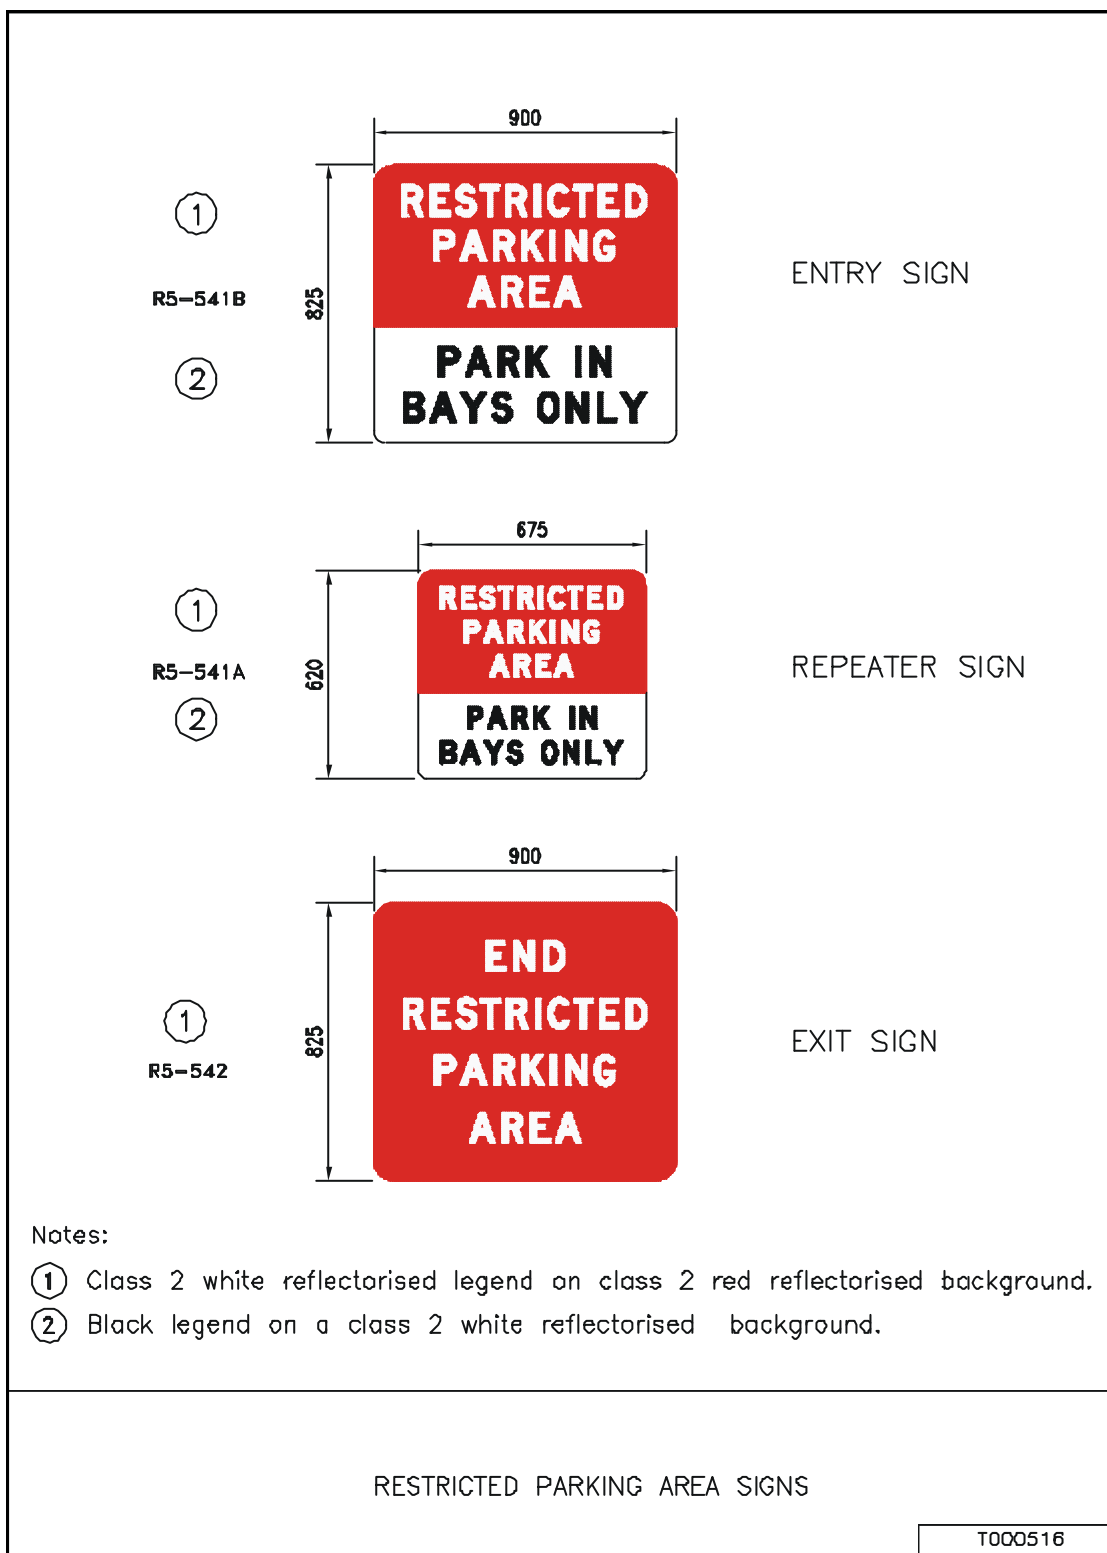 900
825
1
R5-541B
2
RESTRICTED
PARKING
AREA
PARK IN
BAYS ONLY
ENTRY SIGN
675
620
1
R5-541A
2
RESTRICTED
PARKING
AREA
PARK IN
BAYS ONLY
REPEATER SIGN
900
825
1
R5-542
END
RESTRICTED
PARKING
AREA
EXIT SIGN
Notes:
1 Class 2 white reflectorised legend on class 2 red reflectorised background.
2 Black legend on a class 2 white reflectorised background.
RESTRICTED PARKING AREA SIGNS
T000516